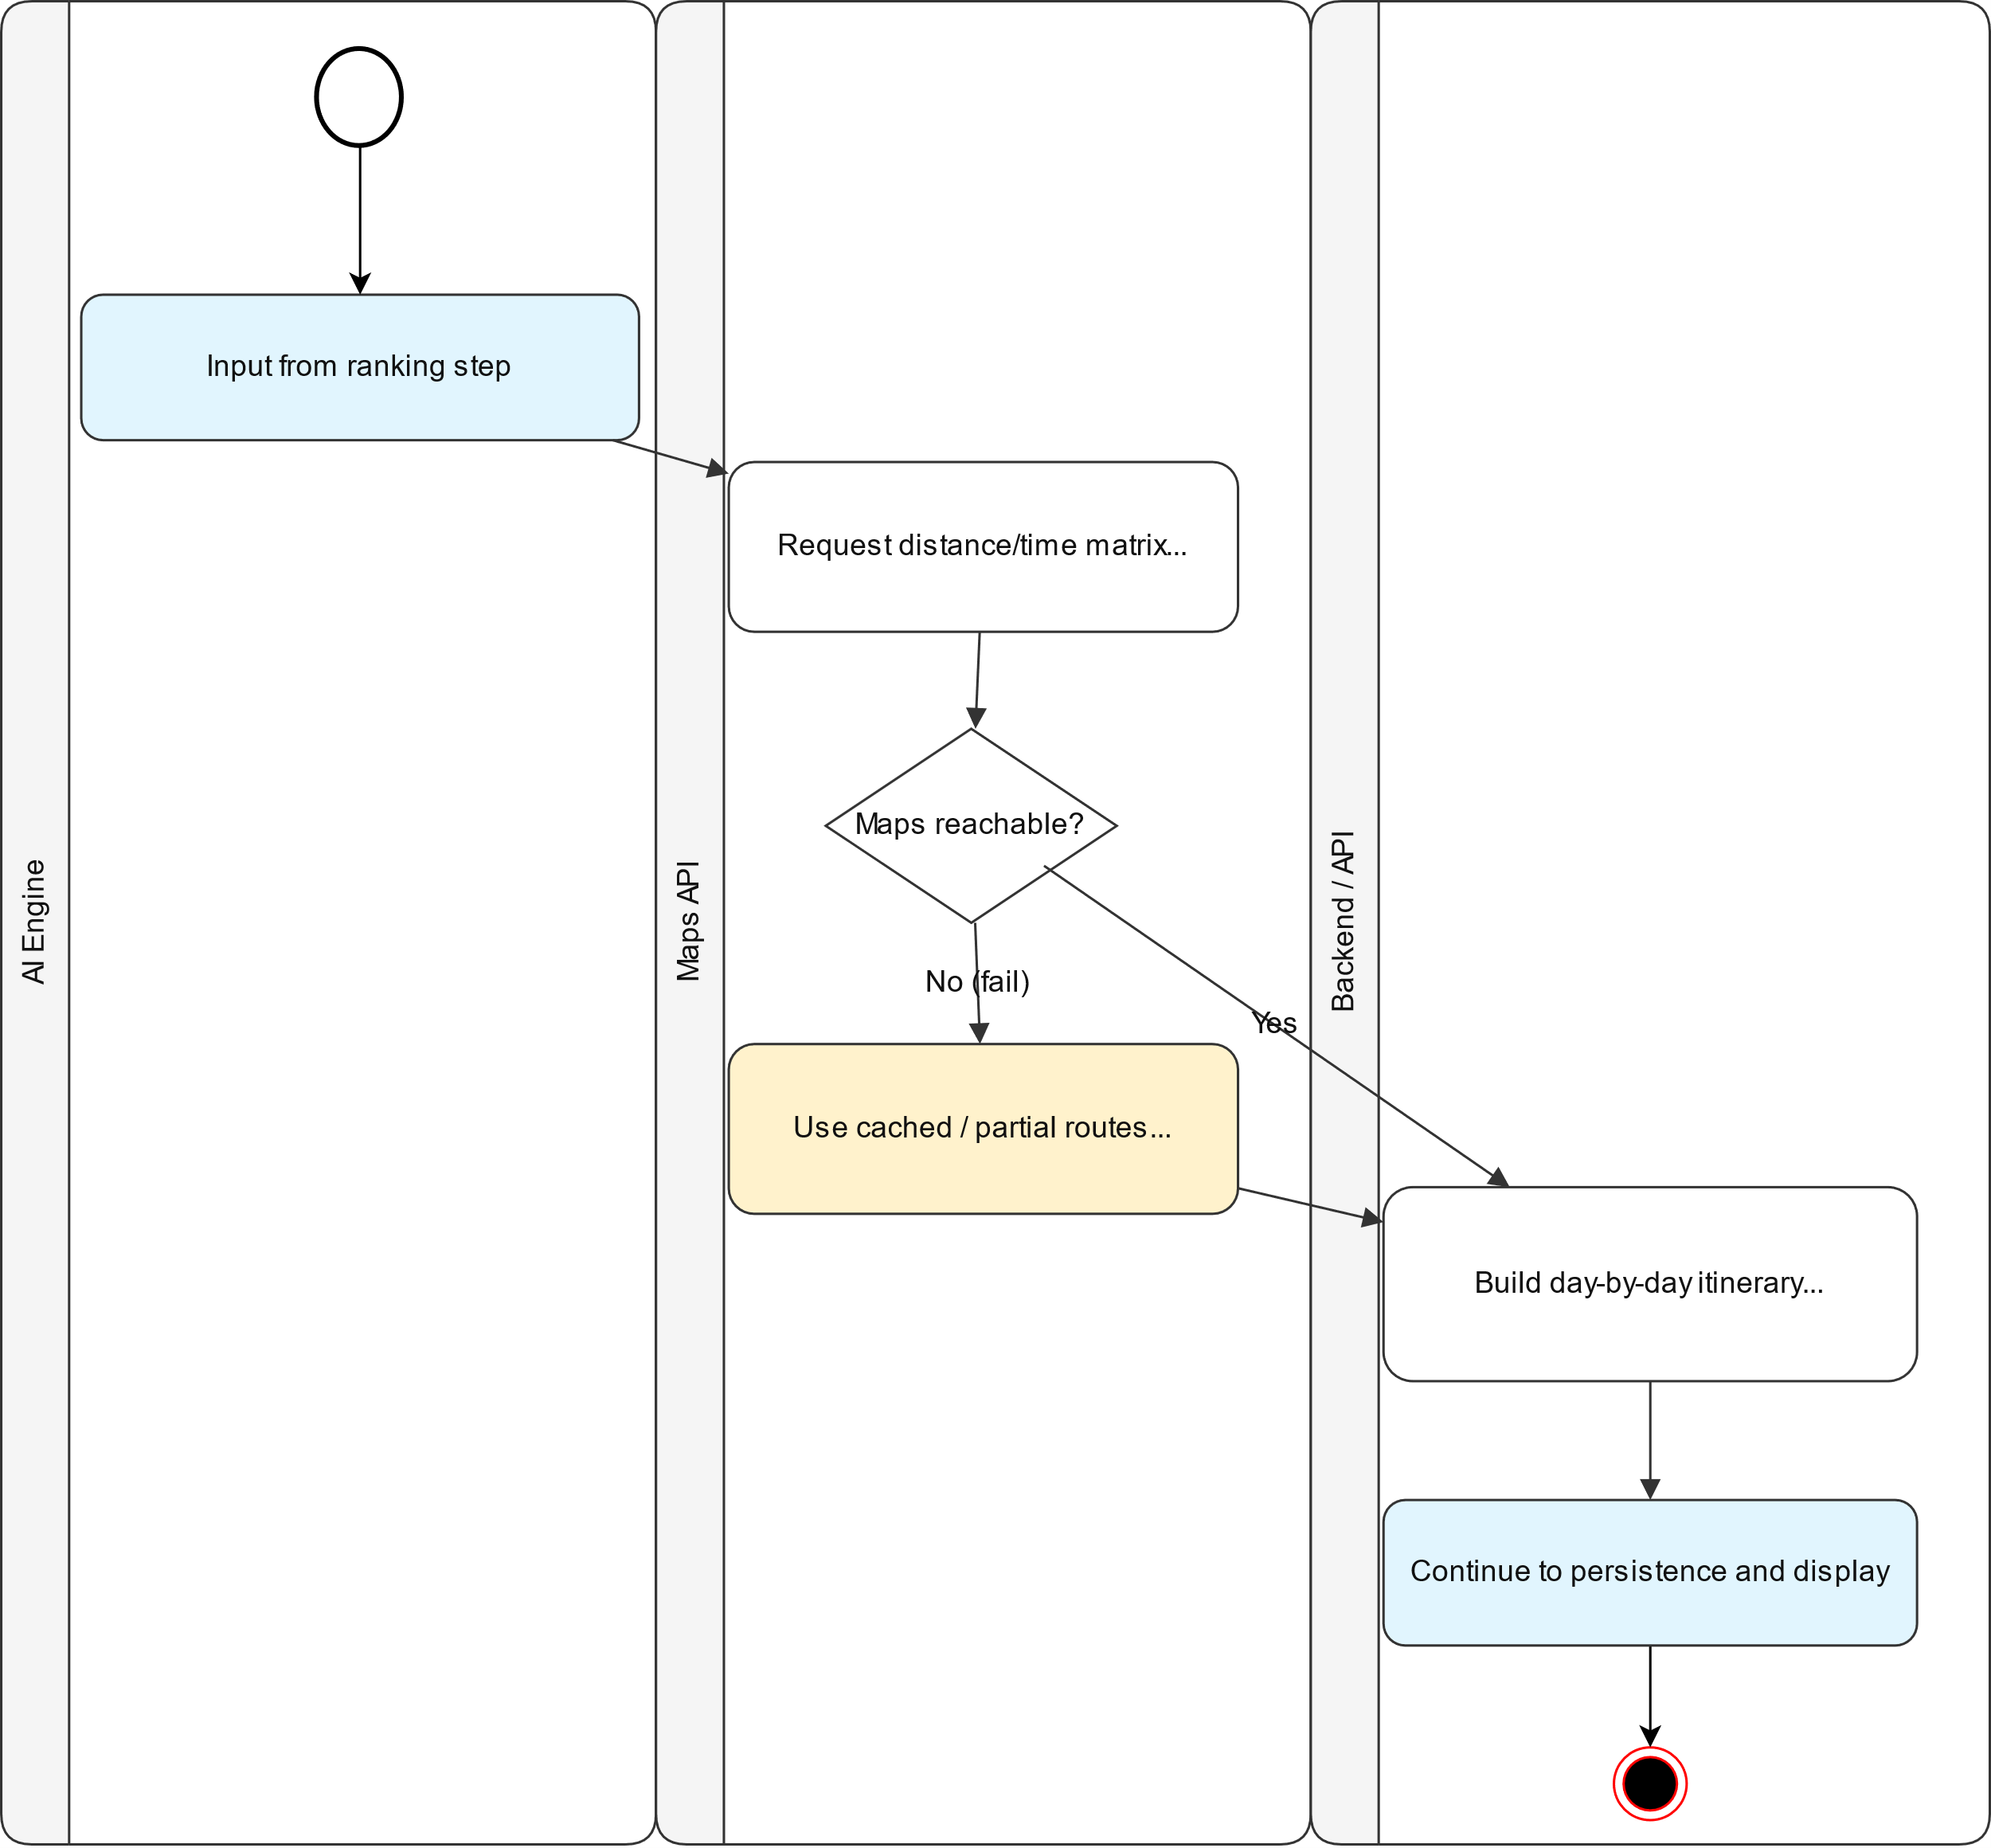 AI Engine
Input from ranking step
Maps API
Request distance/time matrix...
Maps reachable?
No (fail)
Yes
Use cached / partial routes...
Backend / API
Build day-by-day itinerary...
Continue to persistence and display